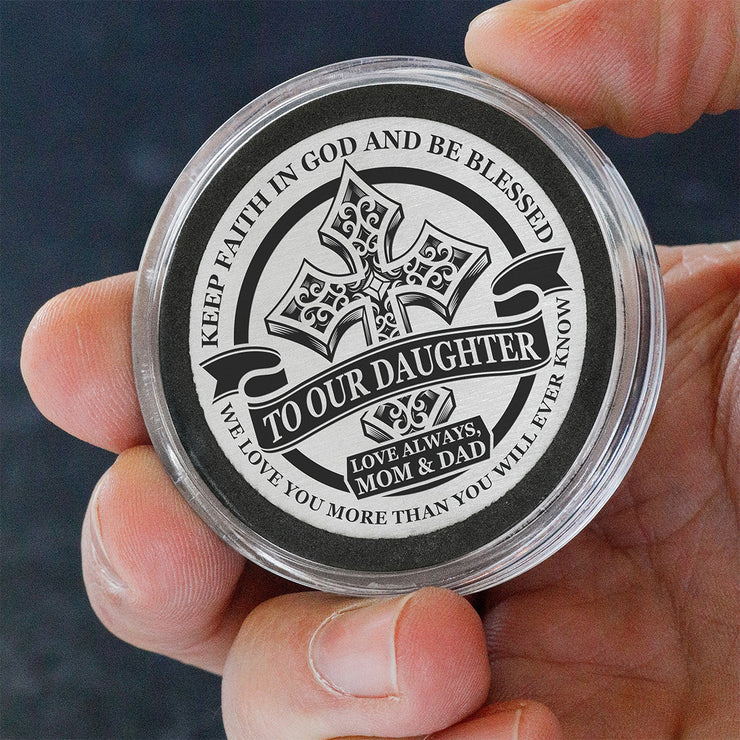 KEEP FAITH IN GOD AND BE BLESSED
TO OUR DAUGHTER
LOVE ALWAYS,
MOM & DAD
WE LOVE YOU MORE THAN YOU WILL EVER KNOW